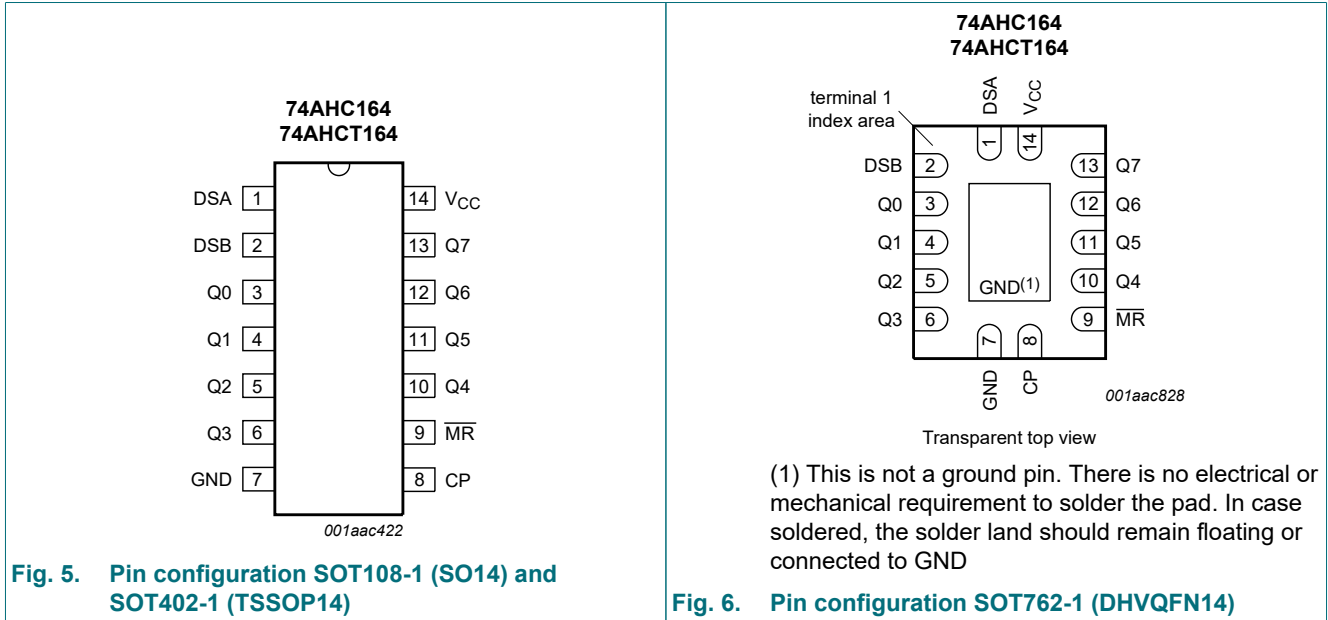 74AHC164
74AHCT164
DSA 1 14 VCC
DSB 2 13 Q7
Q0 3 12 Q6
Q1 4 11 Q5
Q2 5 10 Q4
Q3 6 9 MR
GND 7 8 CP
001aac422
Fig. 5. Pin configuration SOT108-1 (SO14) and
SOT402-1 (TSSOP14)
74AHC164
74AHCT164
terminal 1
index area
DSA VCC
1 14
DSB 2 13 Q7
Q0 3 12 Q6
Q1 4 11 Q5
Q2 5 10 Q4
GND(1)
Q3 6 9 MR
7 8
GND CP
001aac828
Transparent top view
(1) This is not a ground pin. There is no electrical or
mechanical requirement to solder the pad. In case
soldered, the solder land should remain floating or
connected to GND
Fig. 6. Pin configuration SOT762-1 (DHVQFN14)